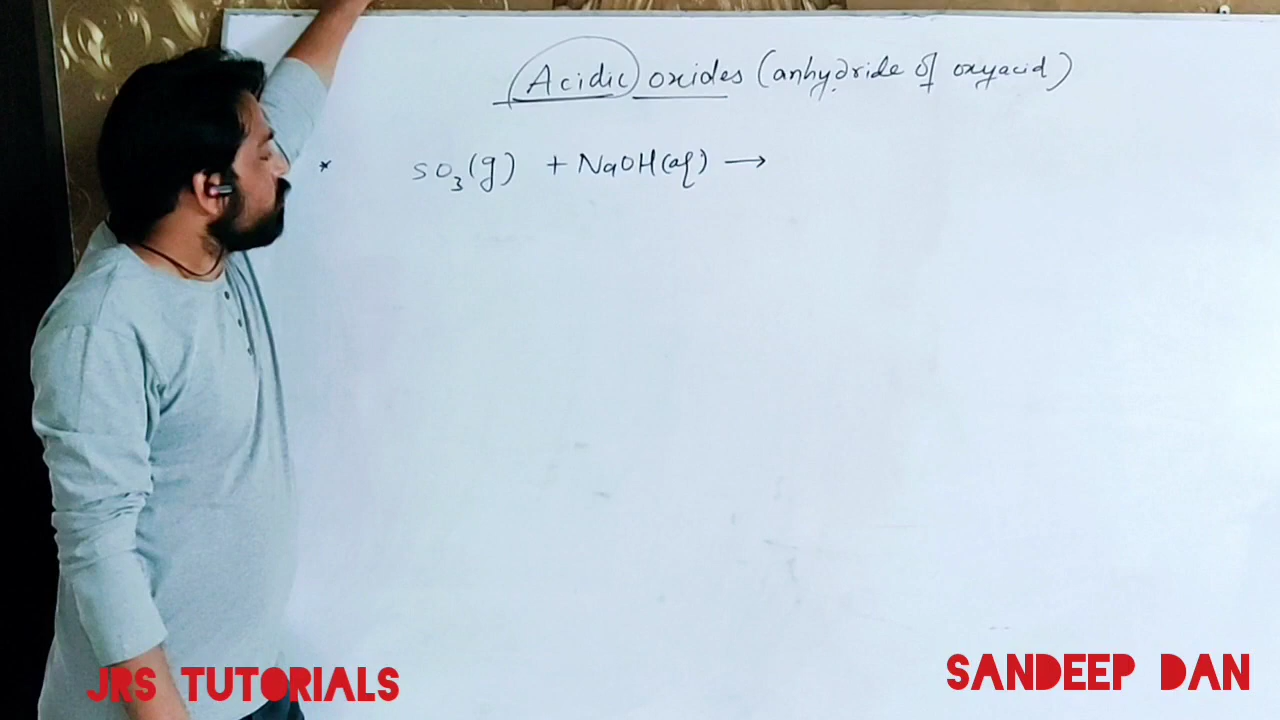 Acidic oxides (anhydride of oxyacid)
* SO₃(g) + NaOH(aq) →
JRS TUTORIALS
SANDEEP DAN